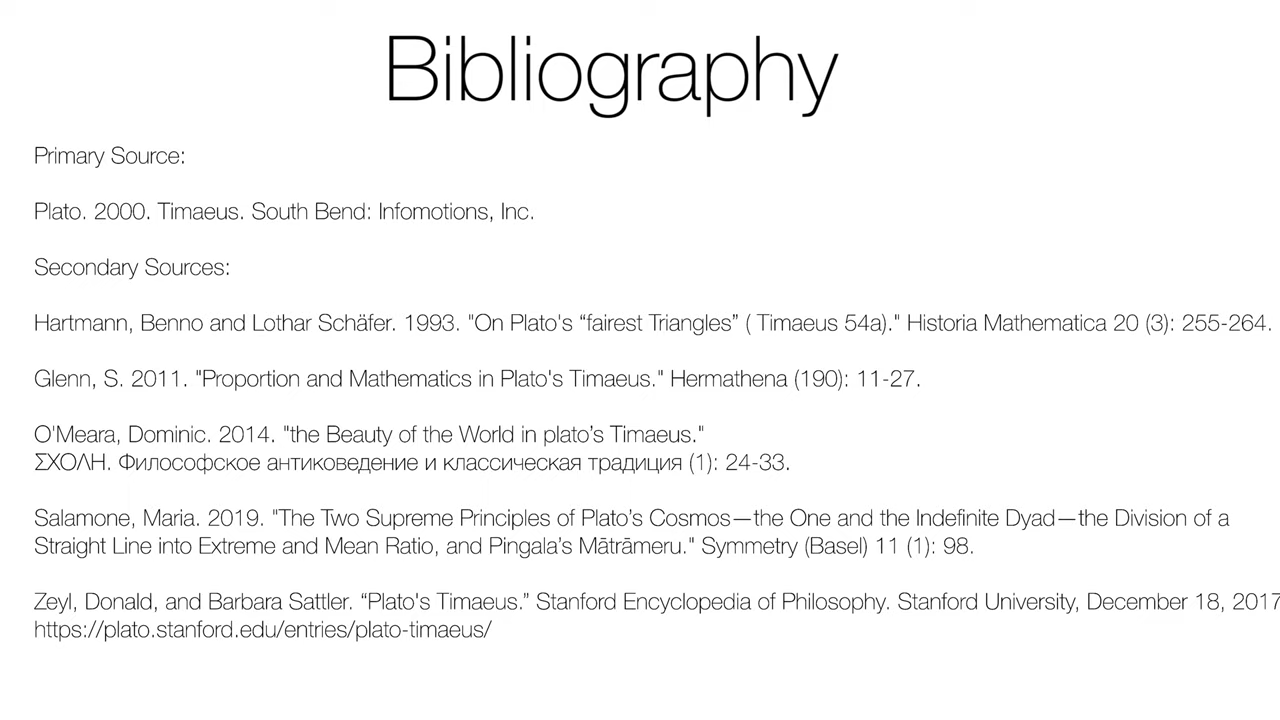 Bibliography
Primary Source:
Plato. 2000. Timaeus. South Bend: Infomotions, Inc.
Secondary Sources:
Hartmann, Benno and Lothar Schäfer. 1993. "On Plato's “fairest Triangles” ( Timaeus 54a)." Historia Mathematica 20 (3): 255-264.
Glenn, S. 2011. "Proportion and Mathematics in Plato's Timaeus." Hermathena (190): 11-27.
O'Meara, Dominic. 2014. "the Beauty of the World in plato’s Timaeus."
ΣΧΟΛΗ. Философское антиковедение и классическая традиция (1): 24-33.
Salamone, Maria. 2019. "The Two Supreme Principles of Plato’s Cosmos—the One and the Indefinite Dyad—the Division of a
Straight Line into Extreme and Mean Ratio, and Pingala’s Mātrāmeru." Symmetry (Basel) 11 (1): 98.
Zeyl, Donald, and Barbara Sattler. “Plato's Timaeus.” Stanford Encyclopedia of Philosophy. Stanford University, December 18, 2017
https://plato.stanford.edu/entries/plato-timaeus/